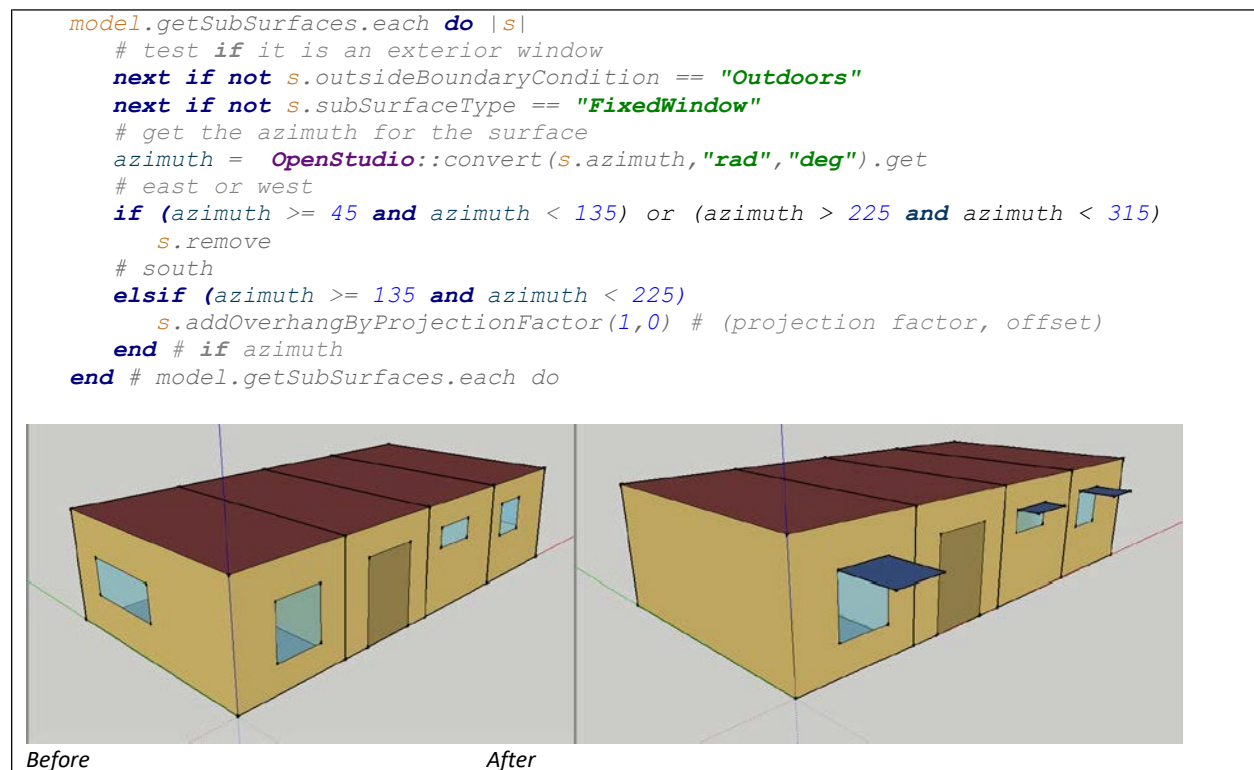 model.getSubSurfaces.each do |s|
# test if it is an exterior window
next if not s.outsideBoundaryCondition == "Outdoors"
next if not s.subSurfaceType == "FixedWindow"
# get the azimuth for the surface
azimuth =  OpenStudio::convert(s.azimuth,"rad","deg").get
# east or west
if (azimuth >= 45 and azimuth < 135) or (azimuth > 225 and azimuth < 315)
s.remove
# south
elsif (azimuth >= 135 and azimuth < 225)
s.addOverhangByProjectionFactor(1,0) # (projection factor, offset)
end # if azimuth
end # model.getSubSurfaces.each do
Before After